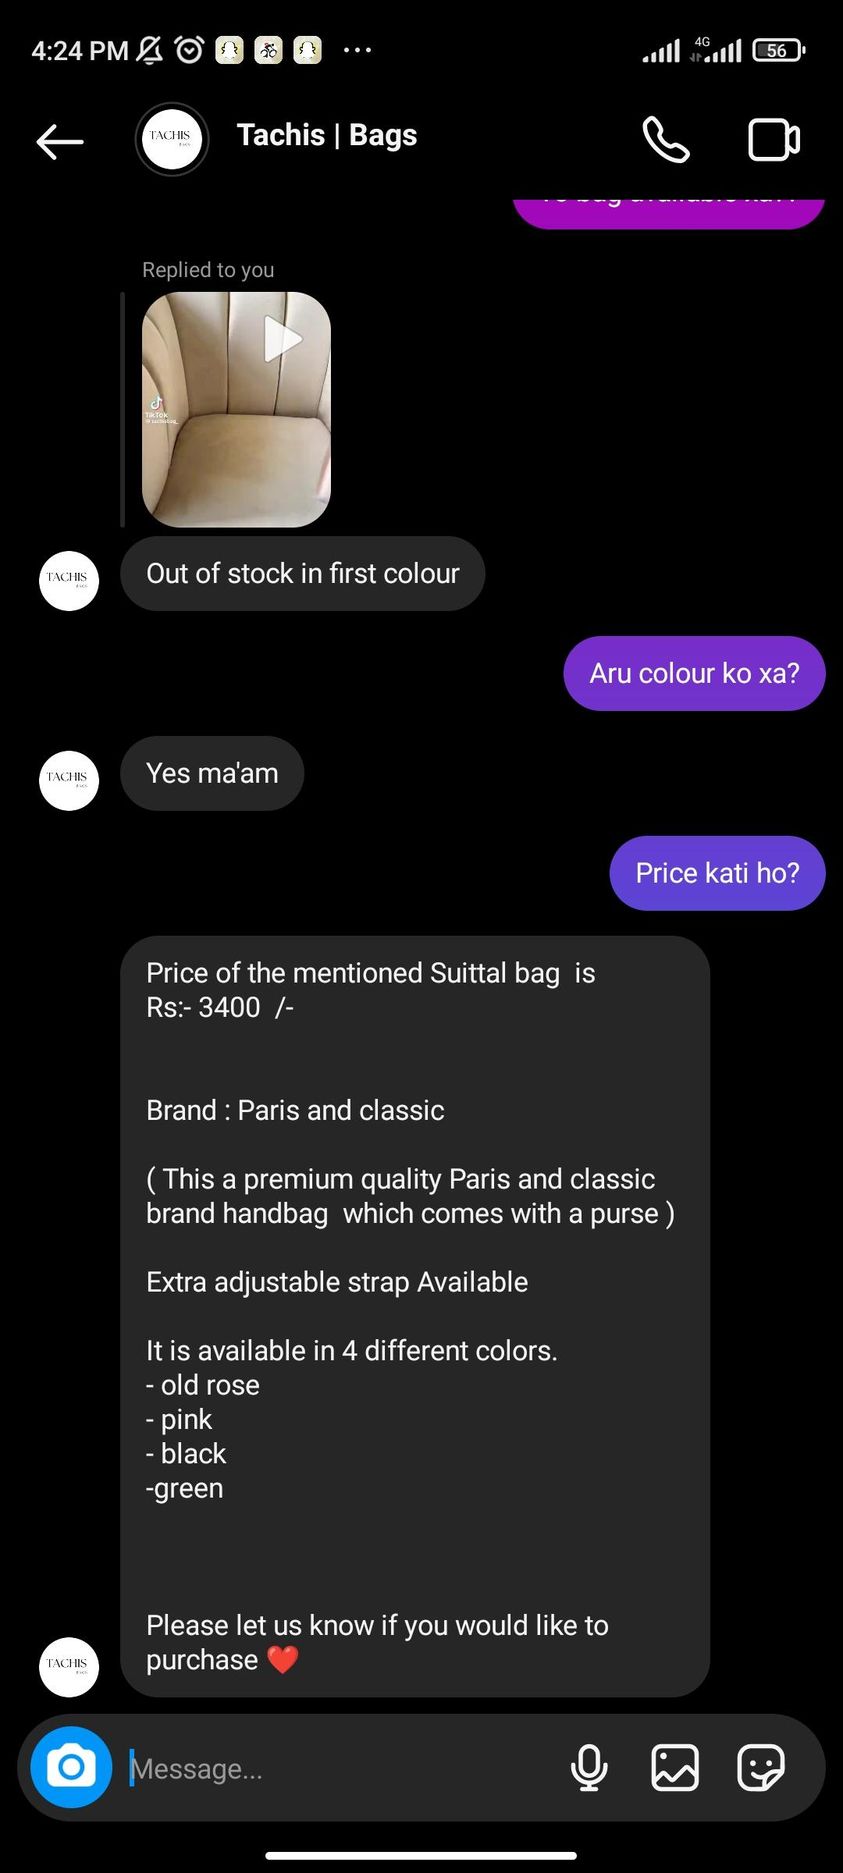 4:24 PM
4G
56
TACHIS
Tachis | Bags
bag available xa??
Replied to you
TikTok
Out of stock in first colour
TACHIS
Aru colour ko xa?
Yes ma'am
TACHIS
Price kati ho?
Price of the mentioned Suittal bag  is
Rs:- 3400  /-
Brand : Paris and classic
( This a premium quality Paris and classic
brand handbag  which comes with a purse )
Extra adjustable strap Available
It is available in 4 different colors.
- old rose
- pink
- black
-green
Please let us know if you would like to
purchase ❤️
TACHIS
Message...